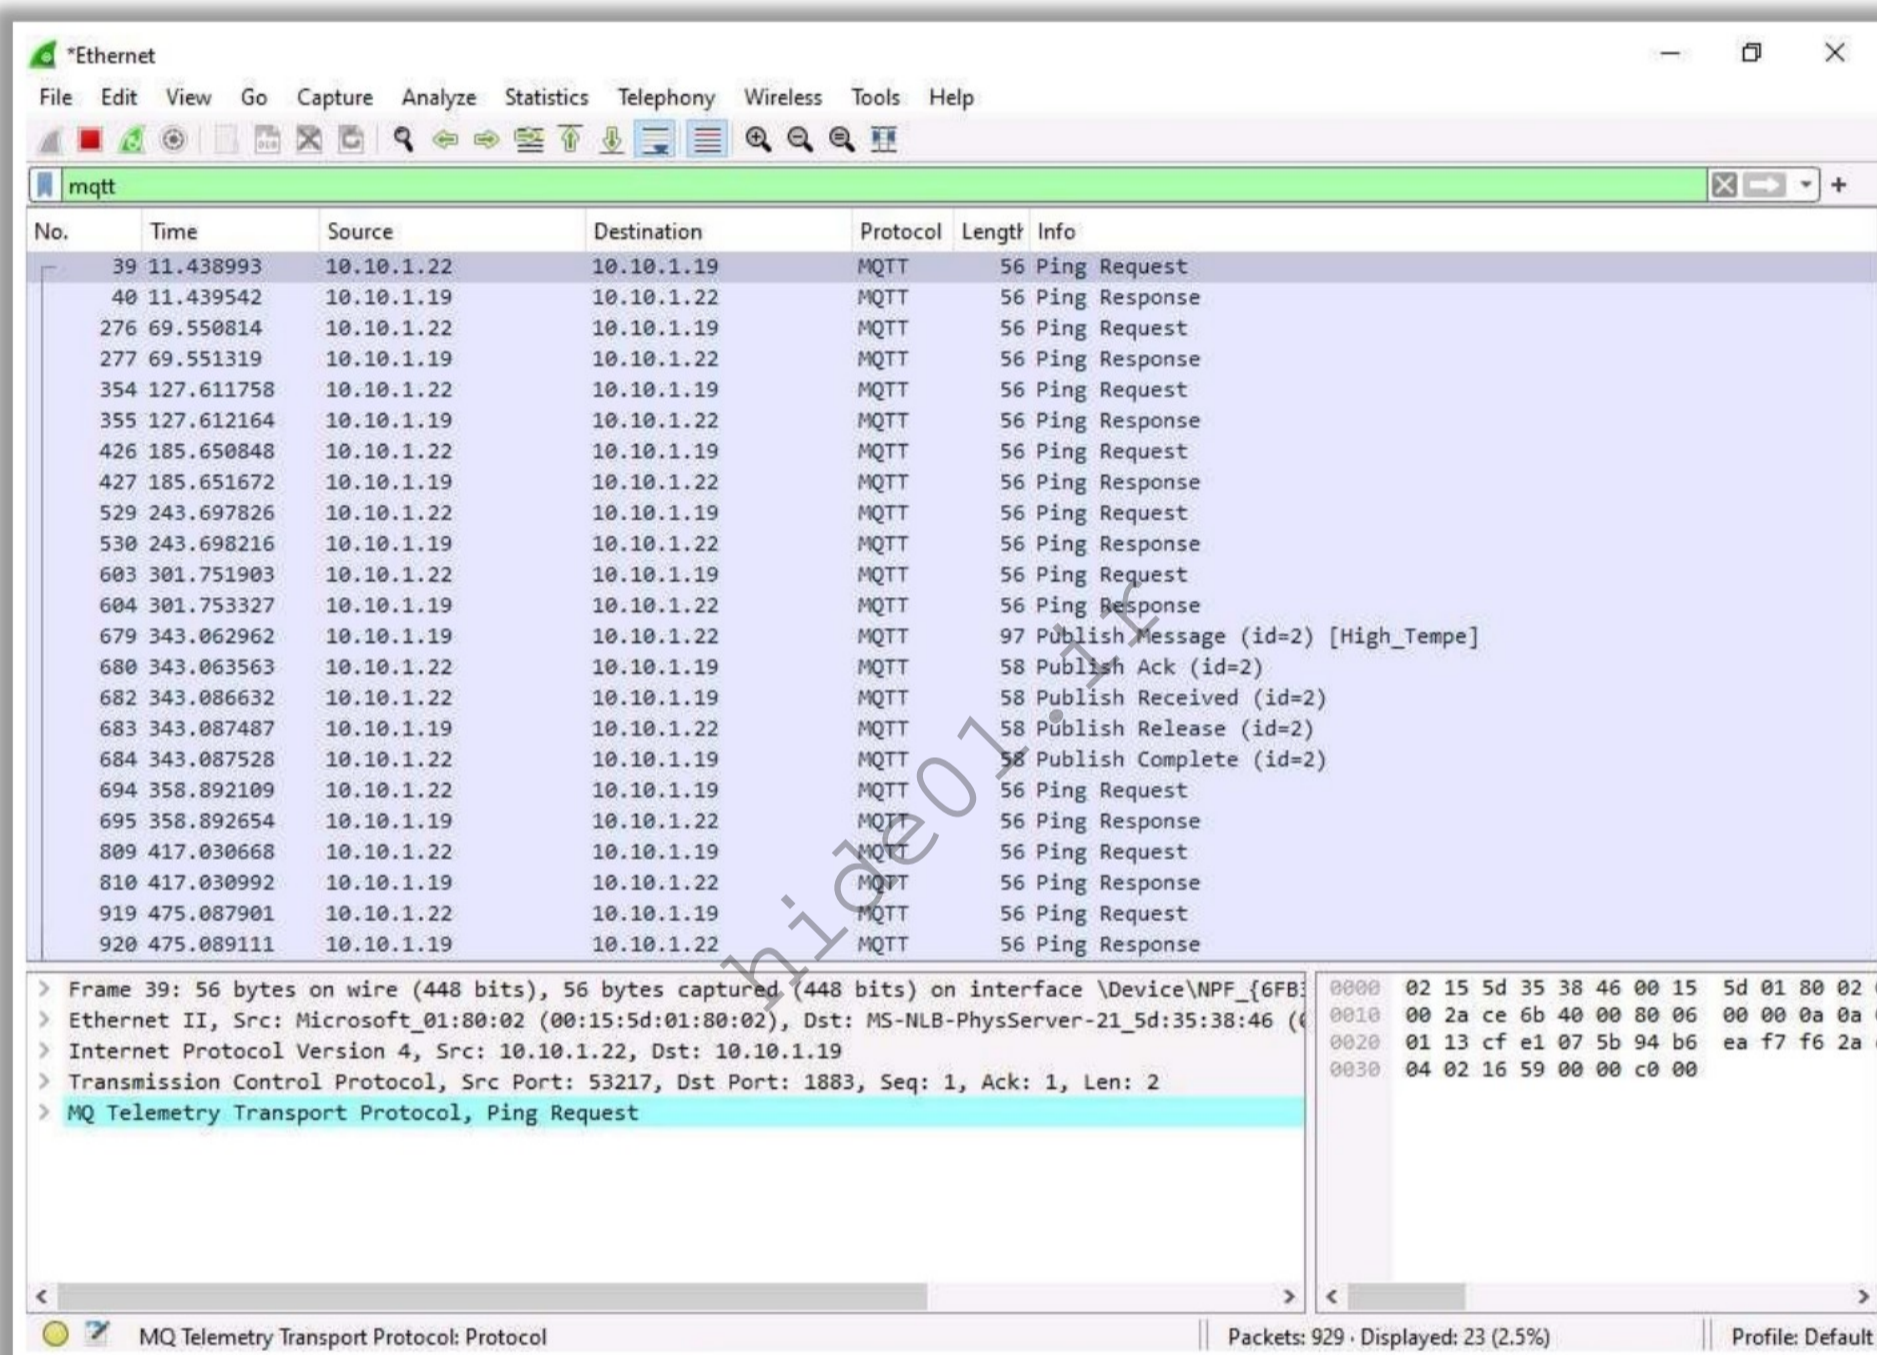 *Ethernet
File Edit View Go Capture Analyze Statistics Telephony Wireless Tools Help
mqtt
No. Time Source Destination Protocol Length Info
39 11.438993 10.10.1.22 10.10.1.19 MQTT 56 Ping Request
40 11.439542 10.10.1.19 10.10.1.22 MQTT 56 Ping Response
276 69.550814 10.10.1.22 10.10.1.19 MQTT 56 Ping Request
277 69.551319 10.10.1.19 10.10.1.22 MQTT 56 Ping Response
354 127.611758 10.10.1.22 10.10.1.19 MQTT 56 Ping Request
355 127.612164 10.10.1.19 10.10.1.22 MQTT 56 Ping Response
426 185.650848 10.10.1.22 10.10.1.19 MQTT 56 Ping Request
427 185.651672 10.10.1.19 10.10.1.22 MQTT 56 Ping Response
529 243.697826 10.10.1.22 10.10.1.19 MQTT 56 Ping Request
530 243.698216 10.10.1.19 10.10.1.22 MQTT 56 Ping Response
603 301.751903 10.10.1.22 10.10.1.19 MQTT 56 Ping Request
604 301.753327 10.10.1.19 10.10.1.22 MQTT 56 Ping Response
679 343.062962 10.10.1.19 10.10.1.22 MQTT 97 Publish Message (id=2) [High_Tempe]
680 343.063563 10.10.1.22 10.10.1.19 MQTT 58 Publish Ack (id=2)
682 343.086632 10.10.1.22 10.10.1.19 MQTT 58 Publish Received (id=2)
683 343.087487 10.10.1.19 10.10.1.22 MQTT 58 Publish Release (id=2)
684 343.087528 10.10.1.22 10.10.1.19 MQTT 58 Publish Complete (id=2)
694 358.892109 10.10.1.22 10.10.1.19 MQTT 56 Ping Request
695 358.892654 10.10.1.19 10.10.1.22 MQTT 56 Ping Response
809 417.030668 10.10.1.22 10.10.1.19 MQTT 56 Ping Request
810 417.030992 10.10.1.19 10.10.1.22 MQTT 56 Ping Response
919 475.087901 10.10.1.22 10.10.1.19 MQTT 56 Ping Request
920 475.089111 10.10.1.19 10.10.1.22 MQTT 56 Ping Response
hide01.ir
Frame 39: 56 bytes on wire (448 bits), 56 bytes captured (448 bits) on interface \Device\NPF_{6FB
Ethernet II, Src: Microsoft_01:80:02 (00:15:5d:01:80:02), Dst: MS-NLB-PhysServer-21_5d:35:38:46 (
Internet Protocol Version 4, Src: 10.10.1.22, Dst: 10.10.1.19
Transmission Control Protocol, Src Port: 53217, Dst Port: 1883, Seq: 1, Ack: 1, Len: 2
MQ Telemetry Transport Protocol, Ping Request
0000 02 15 5d 35 38 46 00 15 5d 01 80 02
0010 00 2a ce 6b 40 00 80 06 00 00 0a 0a
0020 01 13 cf e1 07 5b 94 b6 ea f7 f6 2a
0030 04 02 16 59 00 00 c0 00
MQ Telemetry Transport Protocol: Protocol
Packets: 929 · Displayed: 23 (2.5%)
Profile: Default